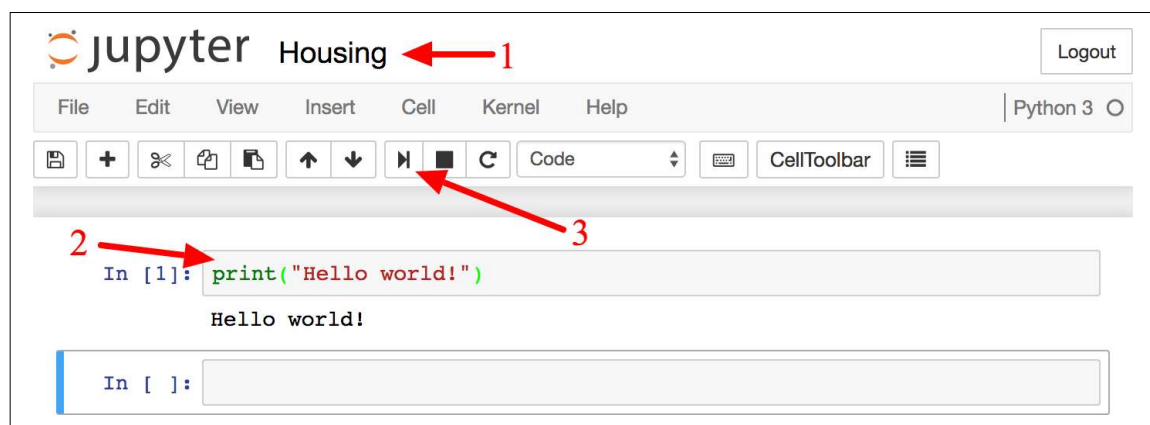 jupyter Housing 1 Logout
File Edit View Insert Cell Kernel Help Python 3
Code CellToolbar
3
2
In [1]: print("Hello world!")
Hello world!
In [ ]: